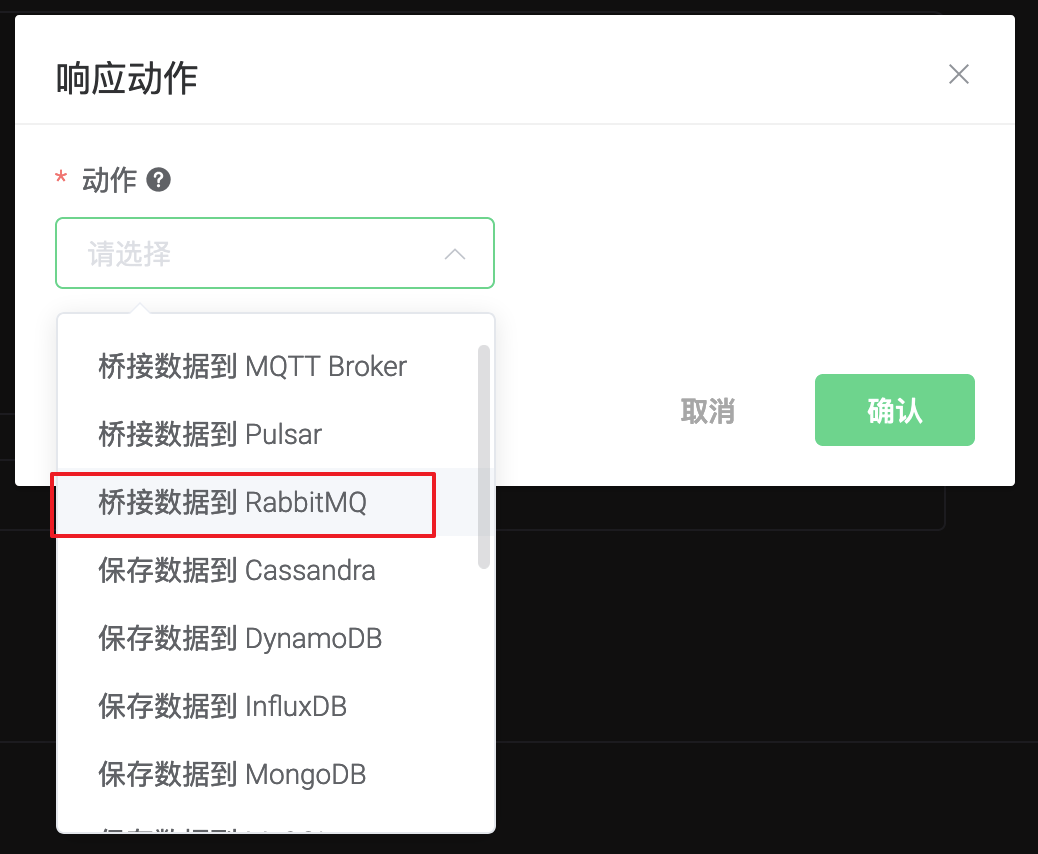 响应动作
* 动作
请选择
桥接数据到 MQTT Broker
桥接数据到 Pulsar
桥接数据到 RabbitMQ
保存数据到 Cassandra
保存数据到 DynamoDB
保存数据到 InfluxDB
保存数据到 MongoDB
取消
确认